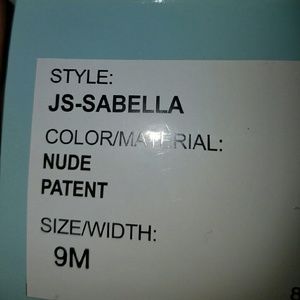 STYLE:
JS-SABELLA
COLOR/MATERIAL:
NUDE
PATENT
SIZE/WIDTH:
9M